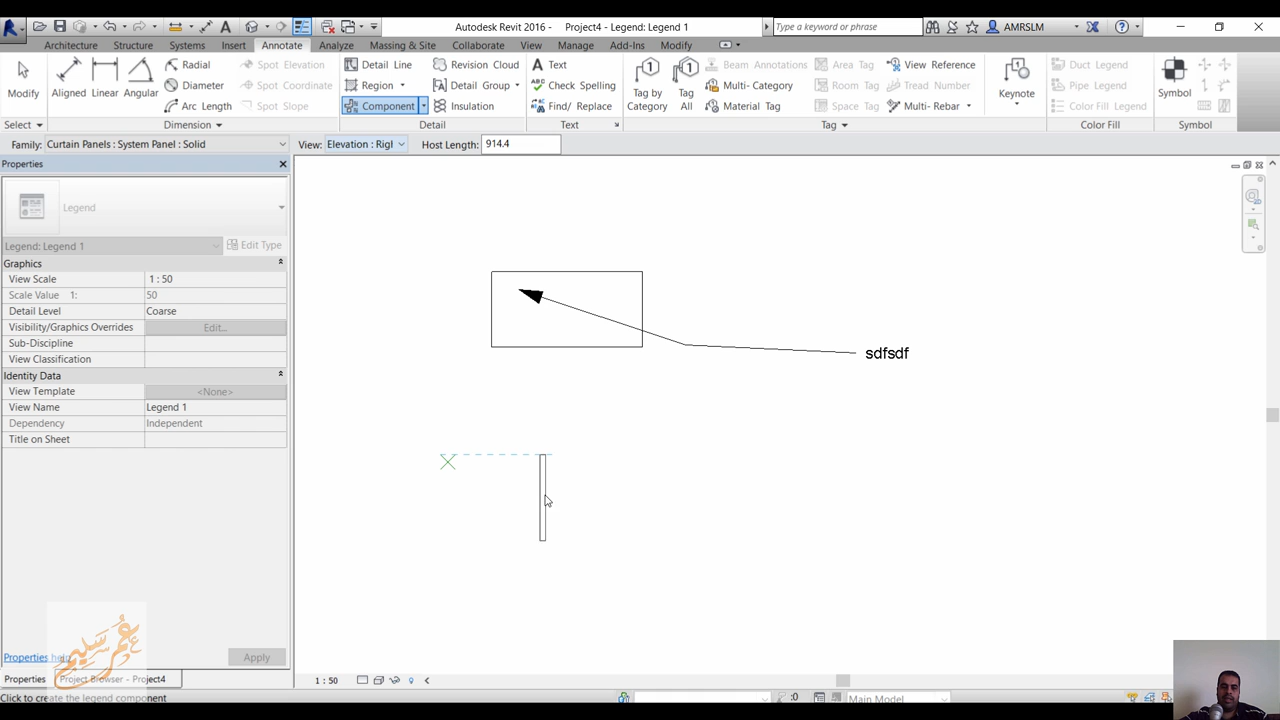 Autodesk Revit 2016 - Project4 - Legend: Legend 1
Type a keyword or phrase
AMRSLM
Architecture Structure Systems Insert Annotate Analyze Massing & Site Collaborate View Manage Add-Ins Modify
Modify
Select
Aligned
Linear
Angular
Radial
Diameter
Arc Length
Spot Elevation
Spot Coordinate
Spot Slope
Dimension
Detail Line
Region
Component
Revision Cloud
Detail Group
Insulation
Detail
Text
Check Spelling
Find/ Replace
Text
Tag by
Category
Tag
All
Beam Annotations
Multi-Category
Material Tag
Area Tag
Room Tag
Space Tag
View Reference
Tread Number
Multi-Rebar
Tag
Keynote
Duct Legend
Pipe Legend
Color Fill Legend
Color Fill
Symbol
Symbol
Family: Curtain Panels : System Panel : Solid View: Elevation : Righ Host Length: 914.4
Properties
Legend
Legend: Legend 1 Edit Type
Graphics
View Scale 1 : 50
Scale Value 1: 50
Detail Level Coarse
Visibility/Graphics Overrides Edit...
Sub-Discipline
View Classification
Identity Data
View Template <None>
View Name Legend 1
Dependency Independent
Title on Sheet
sdfsdf
عمر سليم
Properties help Apply
Properties Project Browser - Project4
1 : 50
Click to create the legend component
:0 Main Model